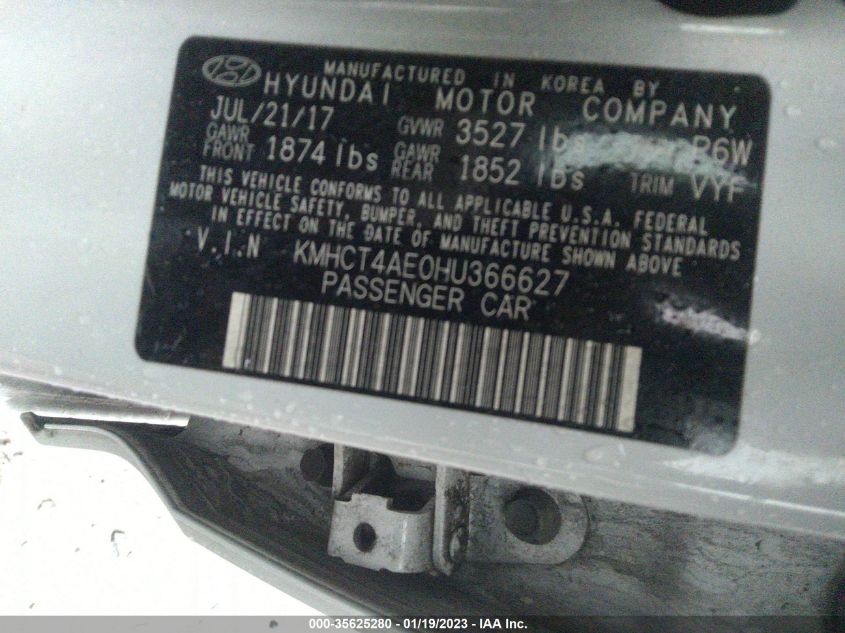 MANUFACTURED IN KOREA BY
HYUNDAI MOTOR COMPANY
JUL/21/17 GVWR 3527 lbs R6W
GAWR FRONT 1874 lbs GAWR REAR 1852 lbs TRIM VYF
THIS VEHICLE CONFORMS TO ALL APPLICABLE U.S.A. FEDERAL
MOTOR VEHICLE SAFETY, BUMPER, AND THEFT PREVENTION STANDARDS
IN EFFECT ON THE DATE OF MANUFACTURE SHOWN ABOVE
V.I.N KMHCT4AE0HU366627
PASSENGER CAR
000-35625280 - 01/19/2023 - IAA Inc.